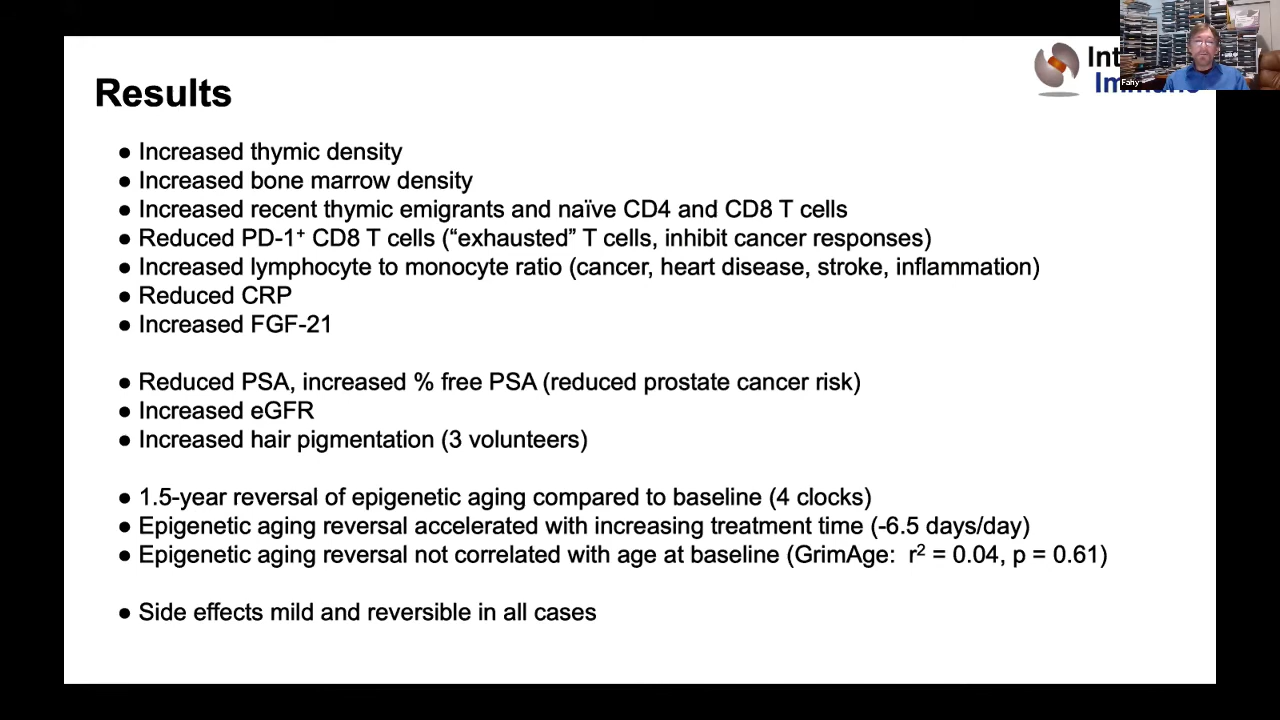 Results
● Increased thymic density
● Increased bone marrow density
● Increased recent thymic emigrants and naïve CD4 and CD8 T cells
● Reduced PD-1⁺ CD8 T cells (“exhausted” T cells, inhibit cancer responses)
● Increased lymphocyte to monocyte ratio (cancer, heart disease, stroke, inflammation)
● Reduced CRP
● Increased FGF-21
● Reduced PSA, increased % free PSA (reduced prostate cancer risk)
● Increased eGFR
● Increased hair pigmentation (3 volunteers)
● 1.5-year reversal of epigenetic aging compared to baseline (4 clocks)
● Epigenetic aging reversal accelerated with increasing treatment time (-6.5 days/day)
● Epigenetic aging reversal not correlated with age at baseline (GrimAge: r² = 0.04, p = 0.61)
● Side effects mild and reversible in all cases
Fahy